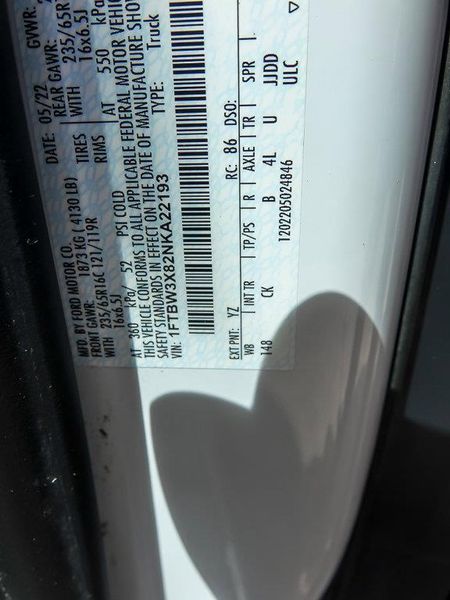 MFD. BY FORD MOTOR CO.
DATE: 05/22
GVWR:
FRONT GAWR: 1873 KG ( 4130 LB)
REAR GAWR:
WITH 235/65R16C 121/119R
TIRES WITH
235/65R
16x6.5J
RIMS
16x6.5J
AT 360 kPa/ 52 PSI COLD
AT 550 kPa
THIS VEHICLE CONFORMS TO ALL APPLICABLE FEDERAL MOTOR VEHIC
SAFETY STANDARDS IN EFFECT ON THE DATE OF MANUFACTURE SHO
VIN: 1FTBW3X82NKA22193
TYPE: Truck
EXT PNT: YZ
RC: 86
DSO:
WB INT TR TP/PS R AXLE TR SPR
148 CK B 4L U JJDD
ULC
1202205024846